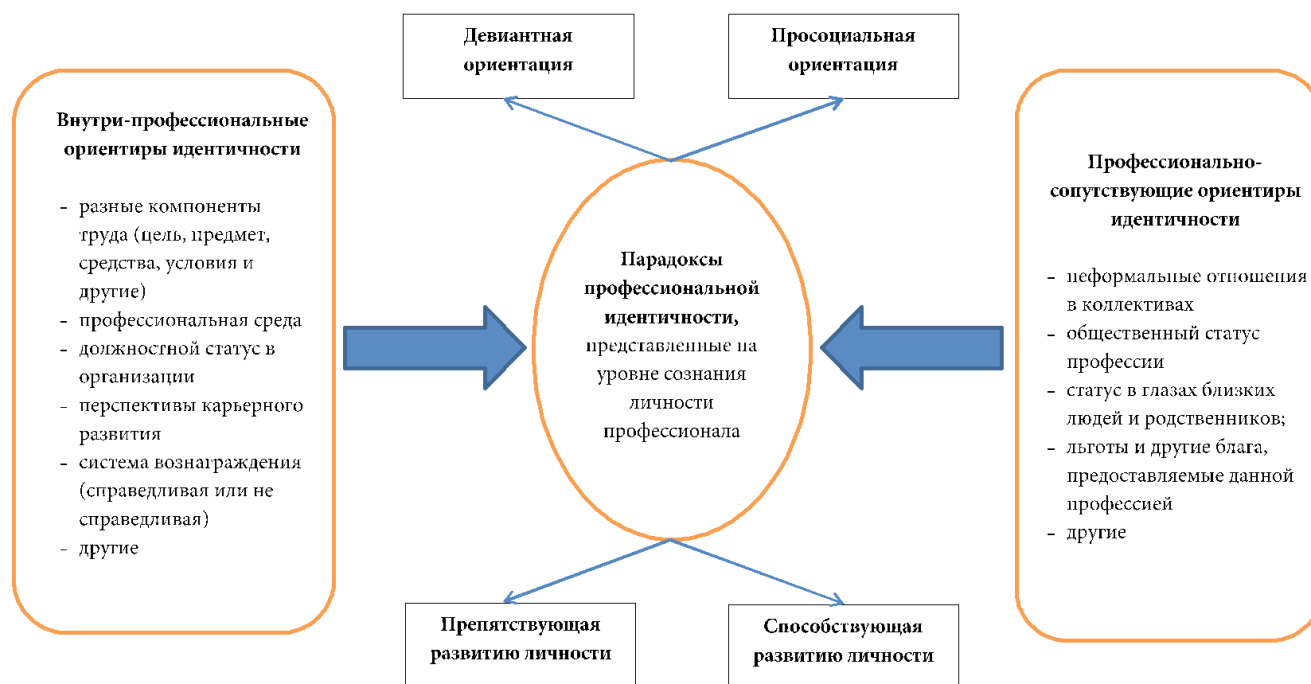 Девиантная
ориентация
Просоциальная
ориентация
Внутри-профессиональные
ориентиры идентичности
- разные компоненты
труда (цель, предмет,
средства, условия и
другие)
- профессиональная среда
- должностной статус в
организации
- перспективы карьерного
развития
- система вознаграждения
(справедливая или не
справедливая)
- другие
Парадоксы
профессиональной
идентичности,
представленные на
уровне сознания
личности
профессионала
Профессионально-
сопутствующие ориентиры
идентичности
- неформальные отношения
в коллективах
- общественный статус
профессии
- статус в глазах близких
людей и родственников;
- льготы и другие блага,
предоставляемые данной
профессией
- другие
Препятствующая
развитию личности
Способствующая
развитию личности